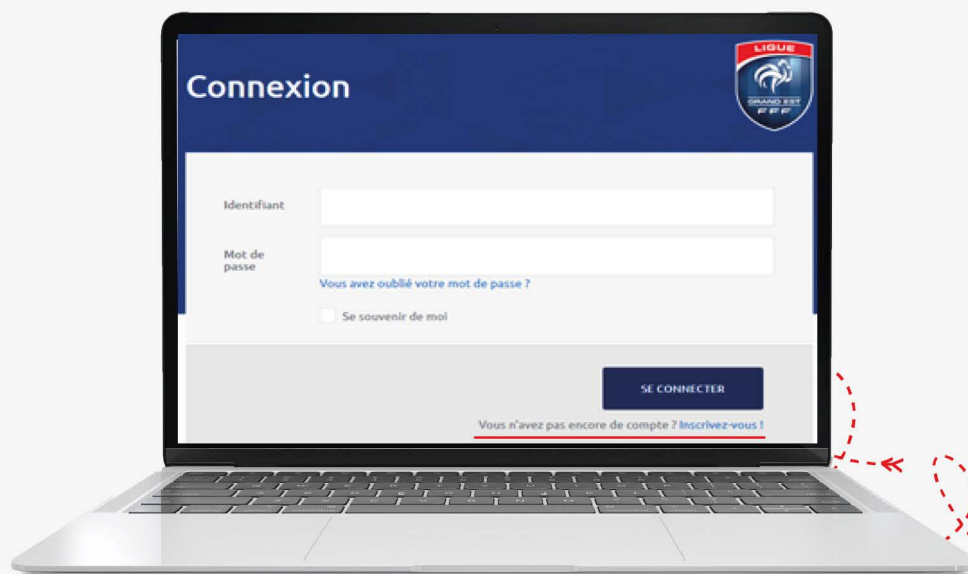 Connexion
LIGUE
GRAND EST
FFF
Identifiant
Mot de
passe
Vous avez oublié votre mot de passe ?
Se souvenir de moi
SE CONNECTER
Vous n'avez pas encore de compte ? Inscrivez-vous !